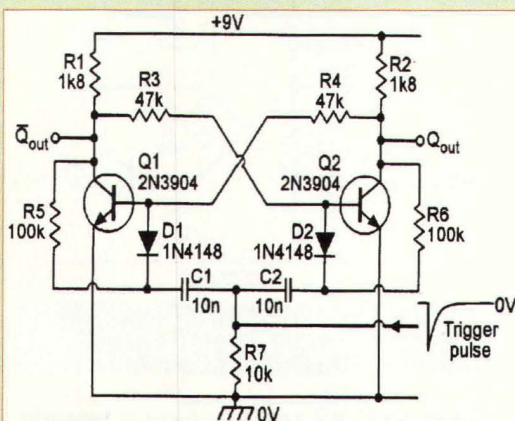 +9V
R1
1k8
R3
47k
R4
47k
R2
1k8
Q̅out
Qout
Q1
2N3904
Q2
2N3904
R5
100k
D1
1N4148
D2
1N4148
R6
100k
C1
10n
C2
10n
0V
Trigger
pulse
R7
10k
0V